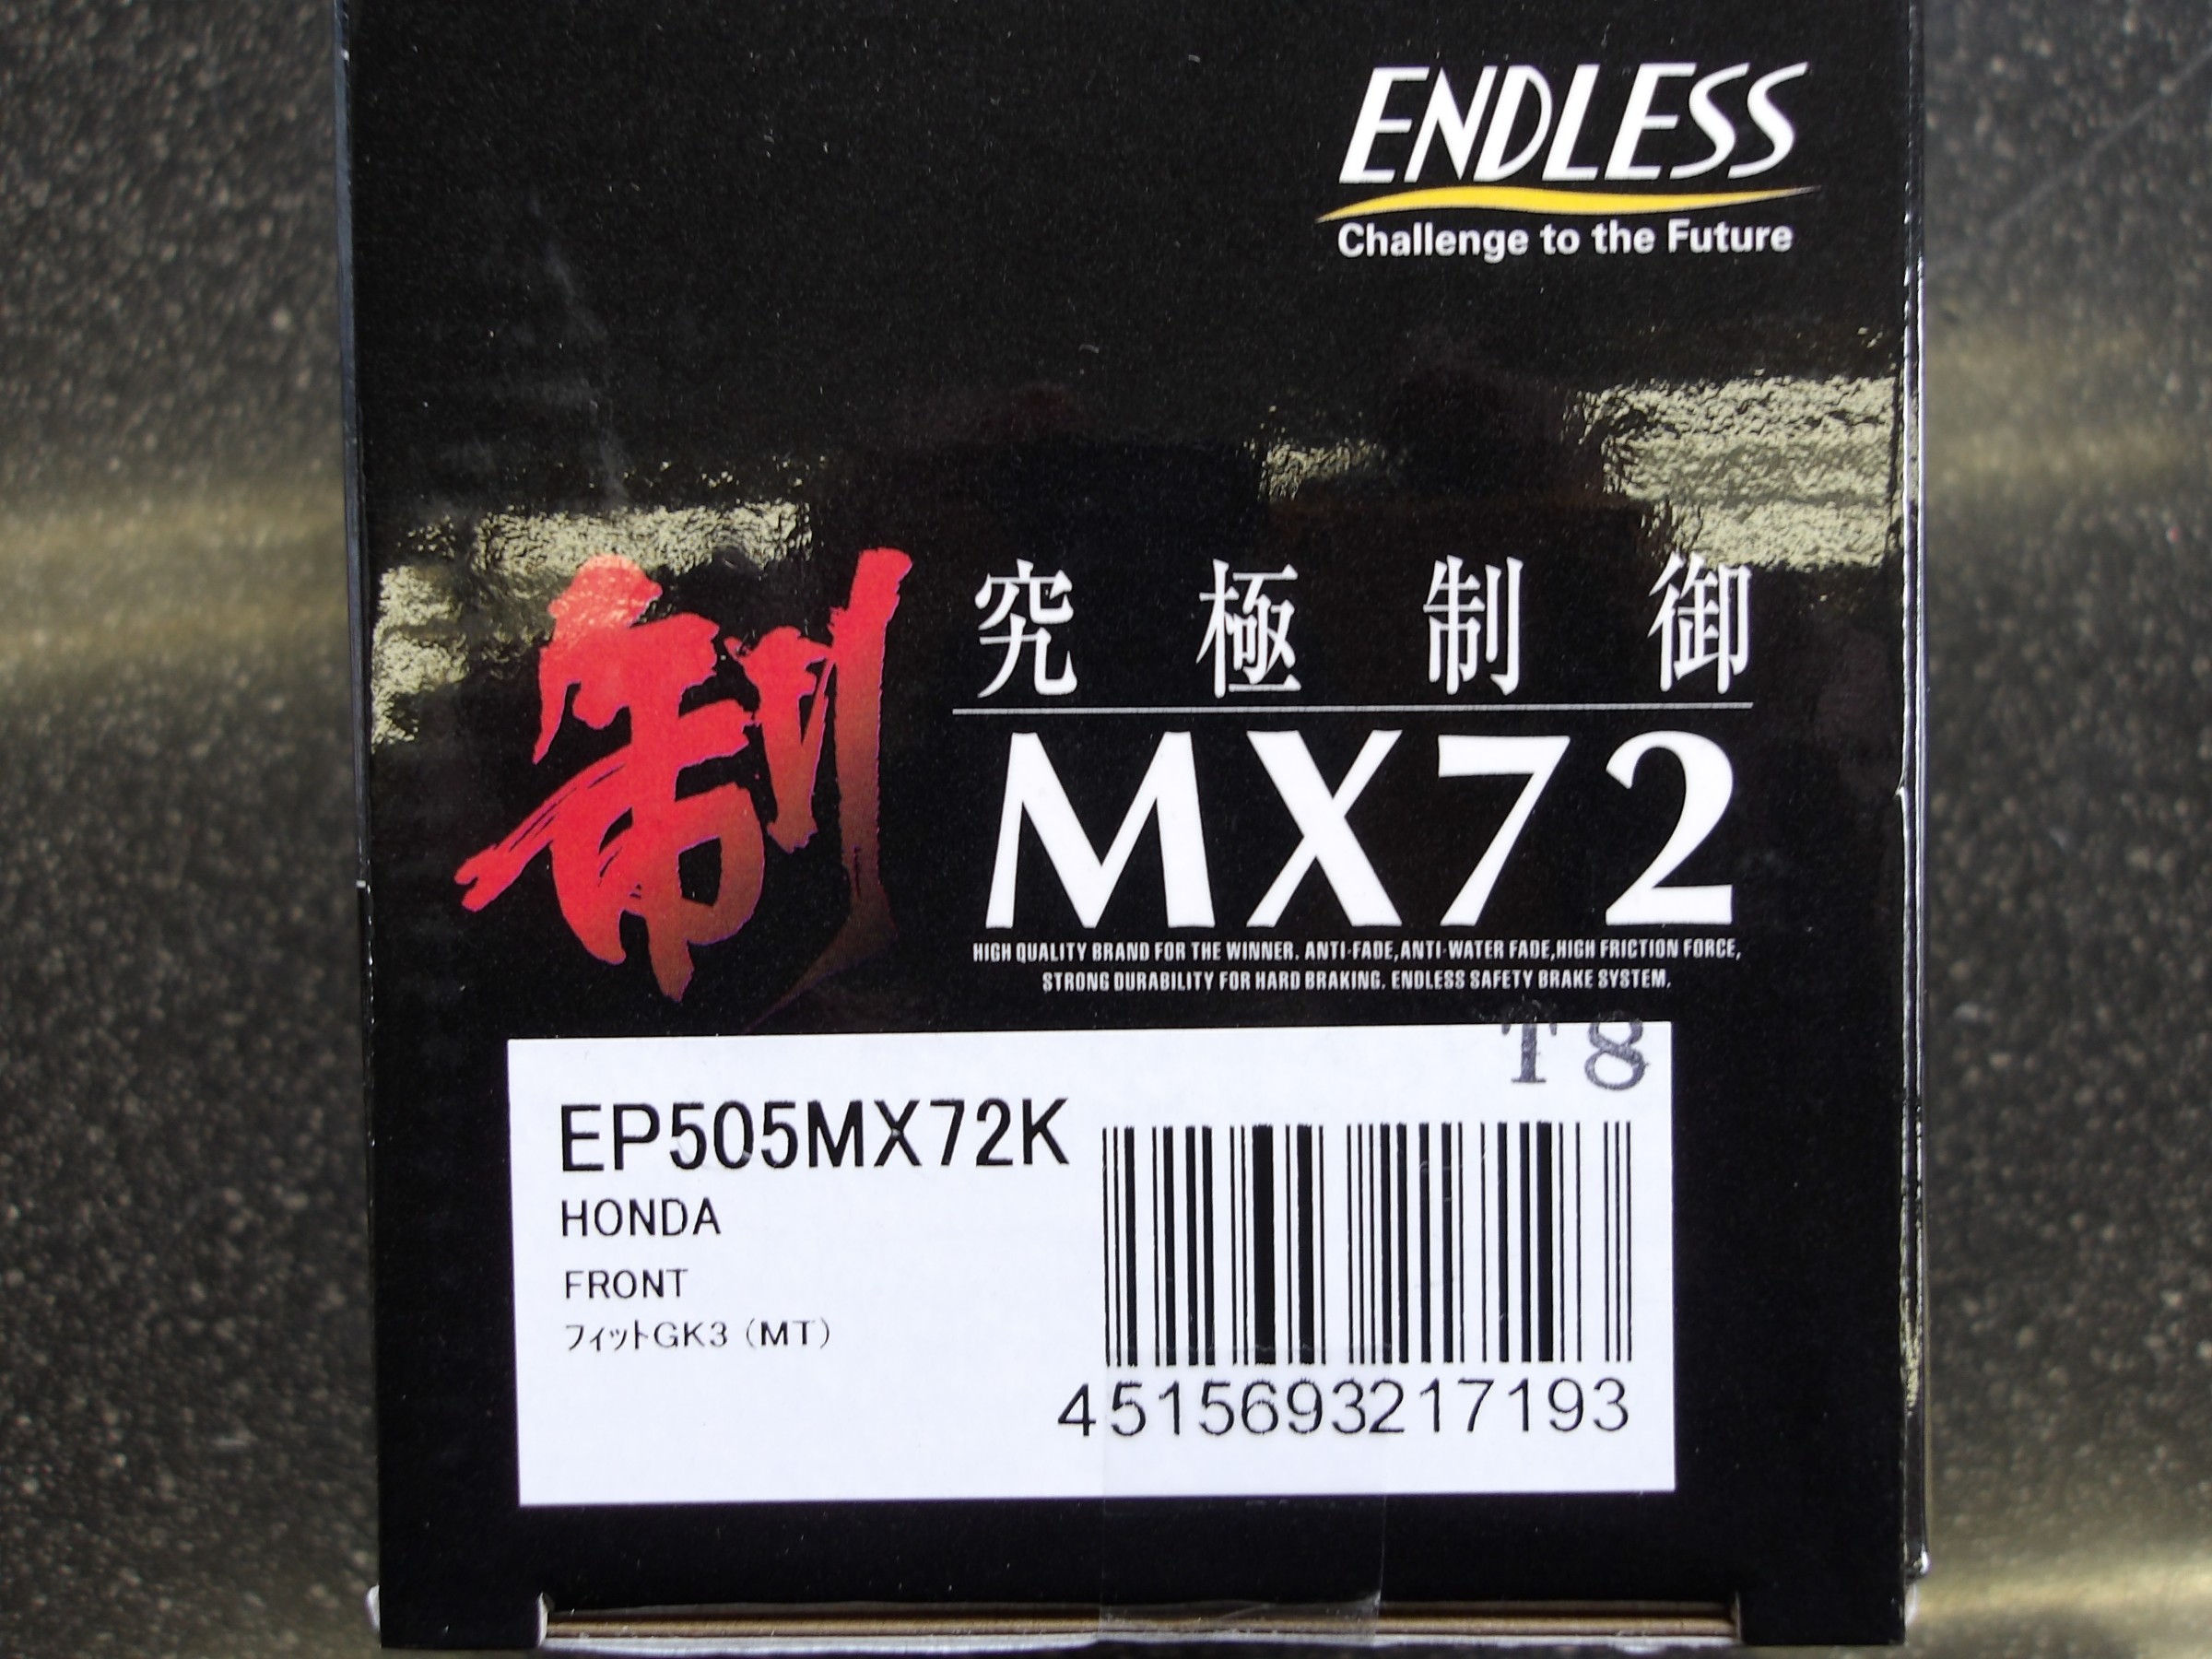 ENDLESS
Challenge to the Future
制
究極制御
MX72
HIGH QUALITY BRAND FOR THE WINNER. ANTI-FADE,ANTI-WATER FADE,HIGH FRICTION FORCE,
STRONG DURABILITY FOR HARD BRAKING. ENDLESS SAFETY BRAKE SYSTEM.
T8
EP505MX72K
HONDA
FRONT
フィットGK3 (MT)
4515693217193